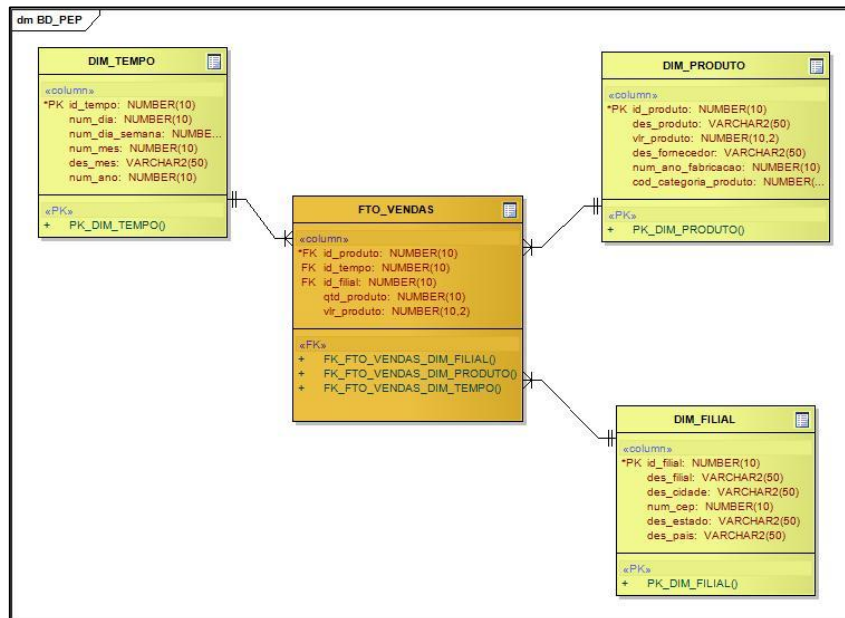 dm BD_PEP
DIM_TEMPO
«column»
*PK id_tempo: NUMBER(10)
num_dia: NUMBER(10)
num_dia_semana: NUMBE...
num_mes: NUMBER(10)
des_mes: VARCHAR2(50)
num_ano: NUMBER(10)
«PK»
+ PK_DIM_TEMPO()
DIM_PRODUTO
«column»
*PK id_produto: NUMBER(10)
des_produto: VARCHAR2(50)
vlr_produto: NUMBER(10,2)
des_fornecedor: VARCHAR2(50)
num_ano_fabricacao: NUMBER(10)
cod_categoria_produto: NUMBER(...
«PK»
+ PK_DIM_PRODUTO()
FTO_VENDAS
«column»
*FK id_produto: NUMBER(10)
FK id_tempo: NUMBER(10)
FK id_filial: NUMBER(10)
qtd_produto: NUMBER(10)
vlr_produto: NUMBER(10,2)
«FK»
+ FK_FTO_VENDAS_DIM_FILIAL()
+ FK_FTO_VENDAS_DIM_PRODUTO()
+ FK_FTO_VENDAS_DIM_TEMPO()
DIM_FILIAL
«column»
*PK id_filial: NUMBER(10)
des_filial: VARCHAR2(50)
des_cidade: VARCHAR2(50)
num_cep: NUMBER(10)
des_estado: VARCHAR2(50)
des_pais: VARCHAR2(50)
«PK»
+ PK_DIM_FILIAL()